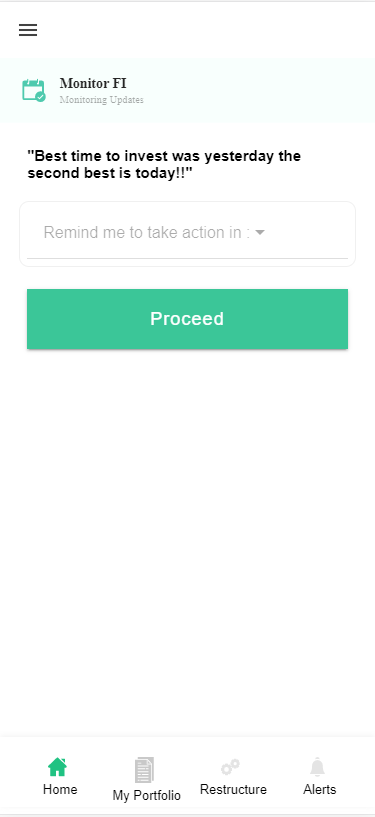 Monitor FI
Monitoring Updates
"Best time to invest was yesterday the
second best is today!!"
Remind me to take action in :
Proceed
Home
My Portfolio
Restructure
Alerts